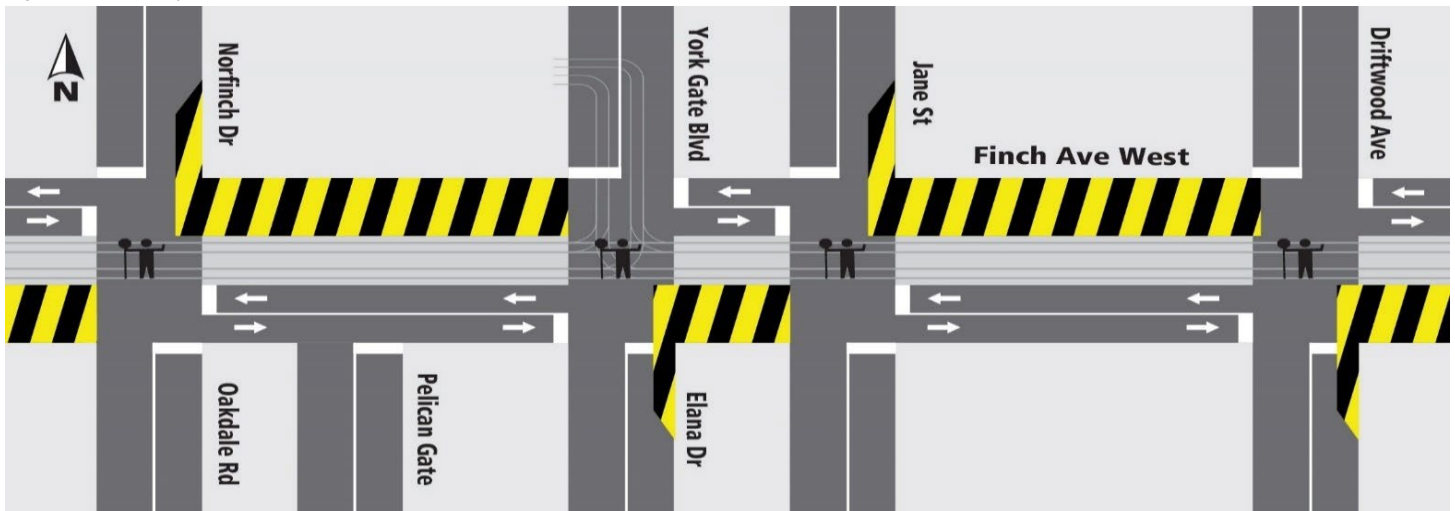 N
Norfinch Dr
York Gate Blvd
Jane St
Driftwood Ave
Finch Ave West
Oakdale Rd
Pelican Gate
Elana Dr